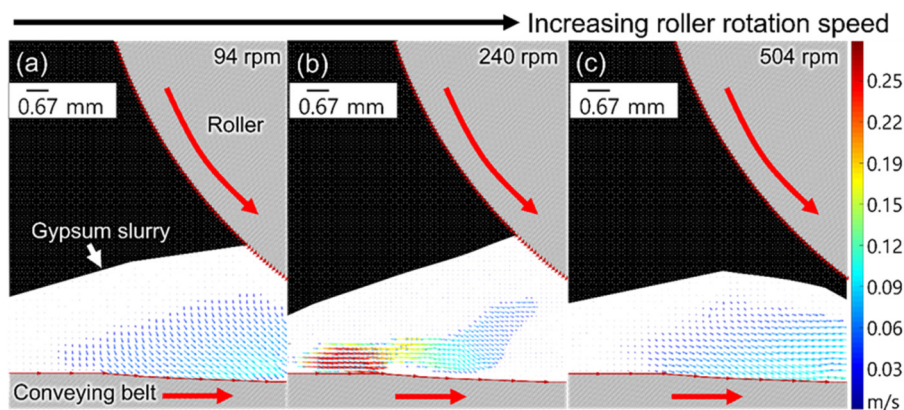 Increasing roller rotation speed
(a)
94 rpm
0.67 mm
Roller
Gypsum slurry
Conveying belt
(b)
240 rpm
0.67 mm
(c)
504 rpm
0.67 mm
0.25
0.19
0.15
0.12
0.09
0.06
0.03
m/s